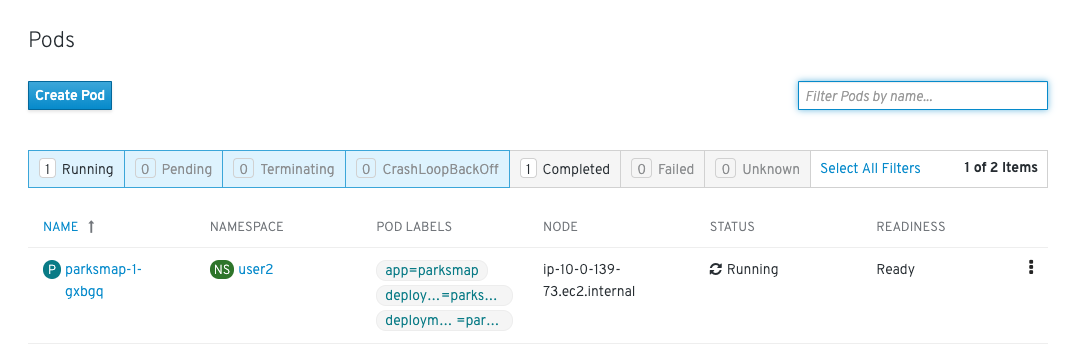 Pods
Create Pod
Filter Pods by name...
1 Running 0 Pending 0 Terminating 0 CrashLoopBackOff 1 Completed 0 Failed 0 Unknown Select All Filters 1 of 2 Items
NAME ↑ NAMESPACE POD LABELS NODE STATUS READINESS
P parksmap-1-gxbgq NS user2 app=parksmap ip-10-0-139-73.ec2.internal Running Ready
deploy...=parks...
deploym... =par...